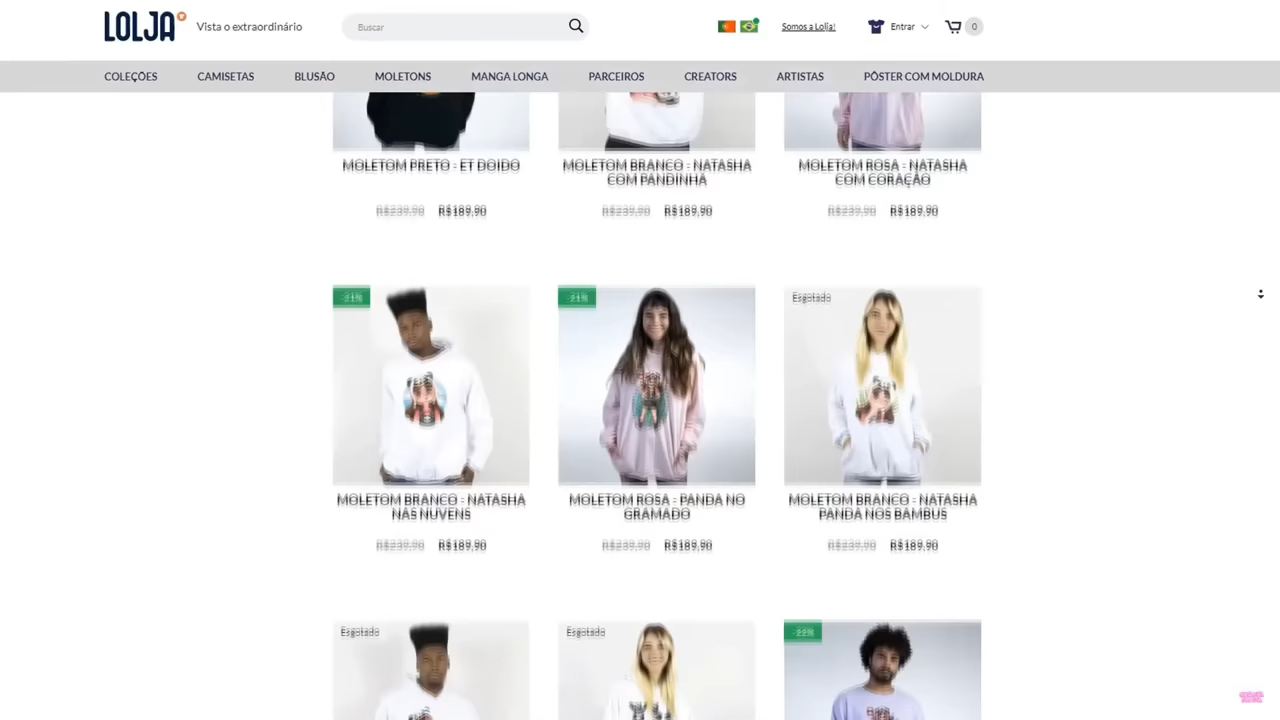 LOLJA
Vista o extraordinário
Buscar
Somos a Lolja!
Entrar
0
COLEÇÕES
CAMISETAS
BLUSÃO
MOLETONS
MANGA LONGA
PARCEIROS
CREATORS
ARTISTAS
PÔSTER COM MOLDURA
MOLETOM PRETO - ET DOIDO
MOLETOM BRANCO - NATASHA
COM PANDINHA
MOLETOM ROSA - NATASHA
COM CORAÇÃO
R$239,90 R$189,90
R$239,90 R$189,90
R$239,90 R$189,90
-21%
-21%
Esgotado
MOLETOM BRANCO - NATASHA
NAS NUVENS
MOLETOM ROSA - PANDA NO
GRAMADO
MOLETOM BRANCO - NATASHA
PANDA NOS BAMBUS
R$239,90 R$189,90
R$239,90 R$189,90
R$239,90 R$189,90
Esgotado
Esgotado
-22%